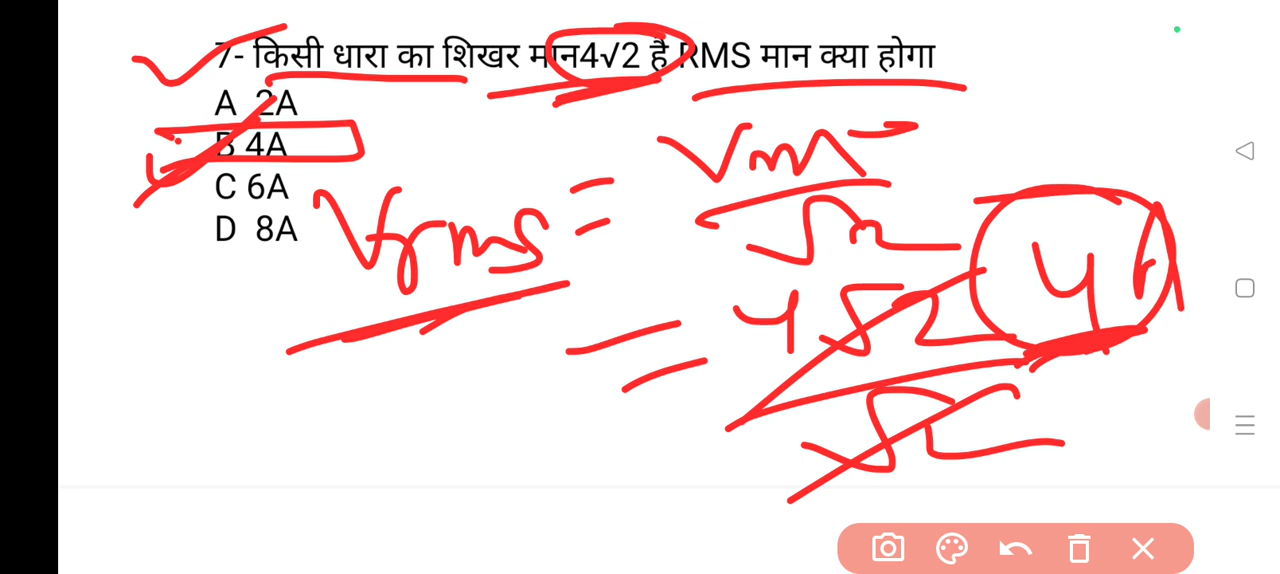 7- किसी धारा का शिखर मान4√2 है RMS मान क्या होगा
A 2A
B 4A
C 6A
D 8A
Vrms = Vm
√2
= 4√2 4A
√2